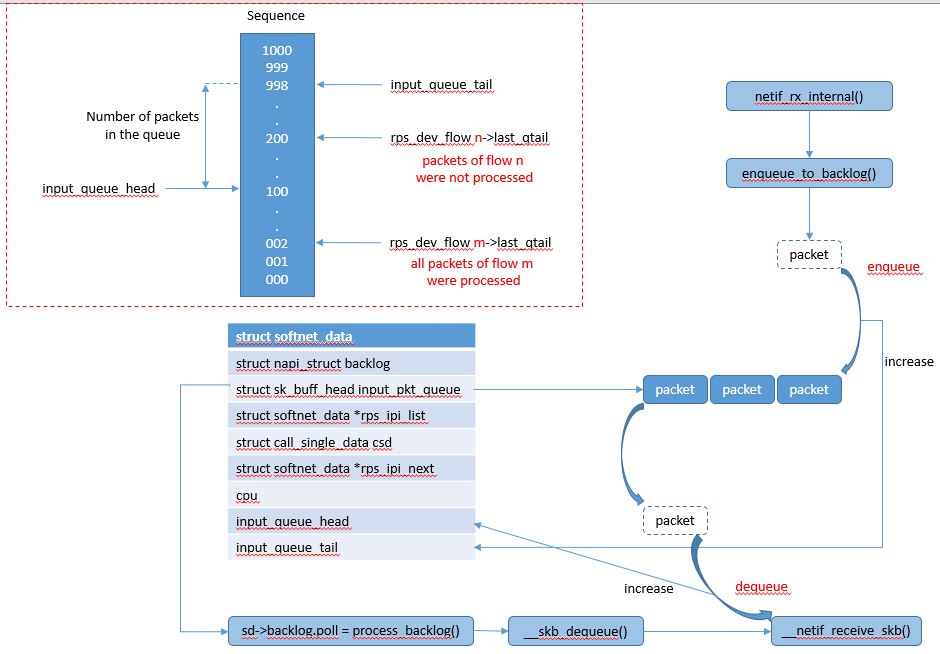 Sequence
1000
999
998
.
.
200
.
.
100
.
.
002
001
000
Number of packets
in the queue
input_queue_head
input_queue_tail
rps_dev_flow n->last_qtail
packets of flow n
were not processed
rps_dev_flow m->last_qtail
all packets of flow m
were processed
netif_rx_internal()
enqueue_to_backlog()
packet
enqueue
increase
packet packet packet
struct softnet_data
struct napi_struct backlog
struct sk_buff_head input_pkt_queue
struct softnet_data *rps_ipi_list
struct call_single_data csd
struct softnet_data *rps_ipi_next
cpu
input_queue_head
input_queue_tail
packet
increase
dequeue
sd->backlog.poll = process_backlog()
__skb_dequeue()
__netif_receive_skb()